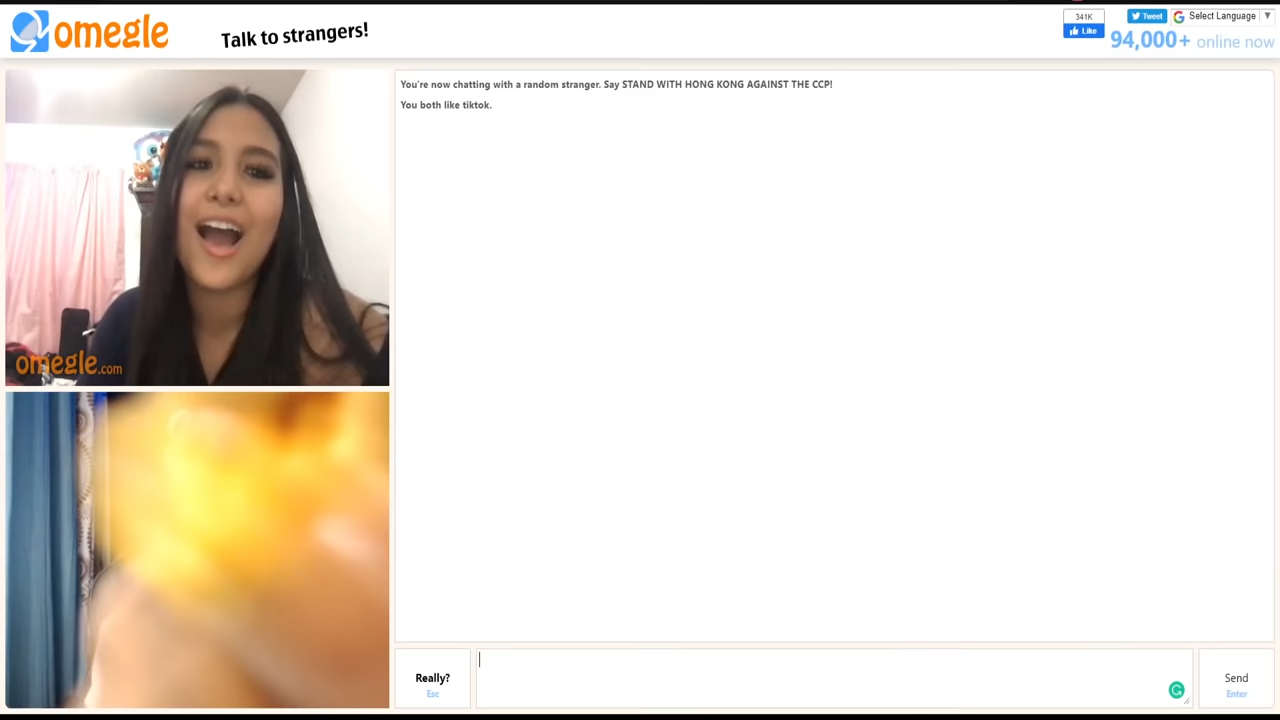 omegle
Talk to strangers!
341K
Like
Tweet
Select Language ▼
94,000+ online now
You're now chatting with a random stranger. Say STAND WITH HONG KONG AGAINST THE CCP!
You both like tiktok.
omegle.com
Really?
Esc
Send
Enter